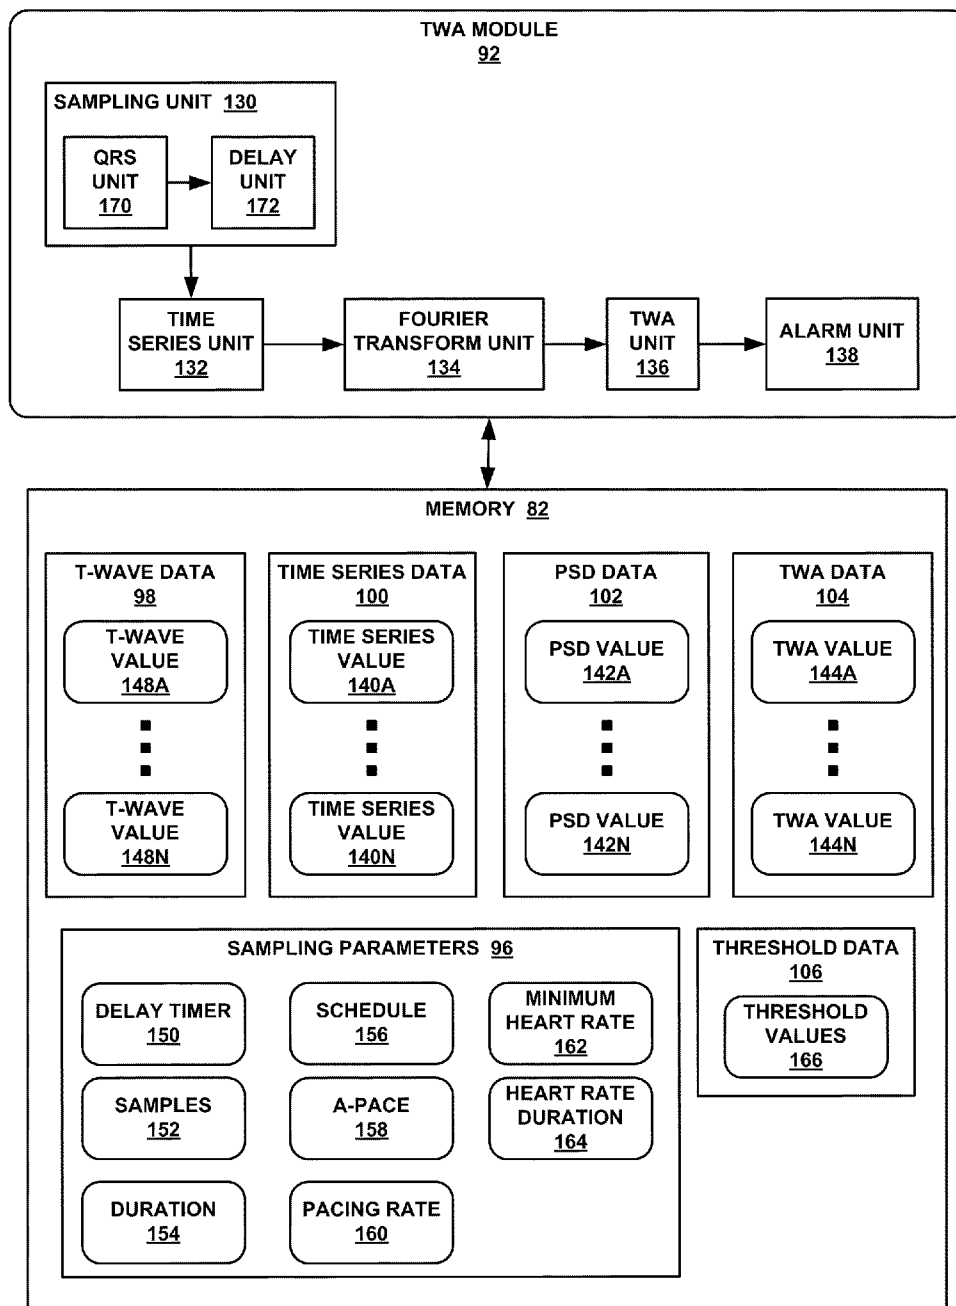 TWA MODULE
92
SAMPLING UNIT 130
QRS
UNIT
170
DELAY
UNIT
172
TIME
SERIES UNIT
132
FOURIER
TRANSFORM UNIT
134
TWA
UNIT
136
ALARM UNIT
138
MEMORY 82
T-WAVE DATA
98
T-WAVE
VALUE
148A
T-WAVE
VALUE
148N
TIME SERIES DATA
100
TIME SERIES
VALUE
140A
TIME SERIES
VALUE
140N
PSD DATA
102
PSD VALUE
142A
PSD VALUE
142N
TWA DATA
104
TWA VALUE
144A
TWA VALUE
144N
SAMPLING PARAMETERS 96
DELAY TIMER
150
SCHEDULE
156
MINIMUM
HEART RATE
162
SAMPLES
152
A-PACE
158
HEART RATE
DURATION
164
DURATION
154
PACING RATE
160
THRESHOLD DATA
106
THRESHOLD
VALUES
166